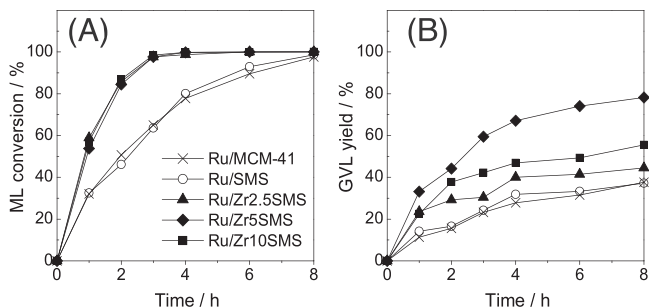 (A)
ML conversion / %
100
80
60
40
20
0
0 2 4 6 8
Time / h
Ru/MCM-41
Ru/SMS
Ru/Zr2.5SMS
Ru/Zr5SMS
Ru/Zr10SMS
(B)
GVL yield / %
100
80
60
40
20
0
0 2 4 6 8
Time / h